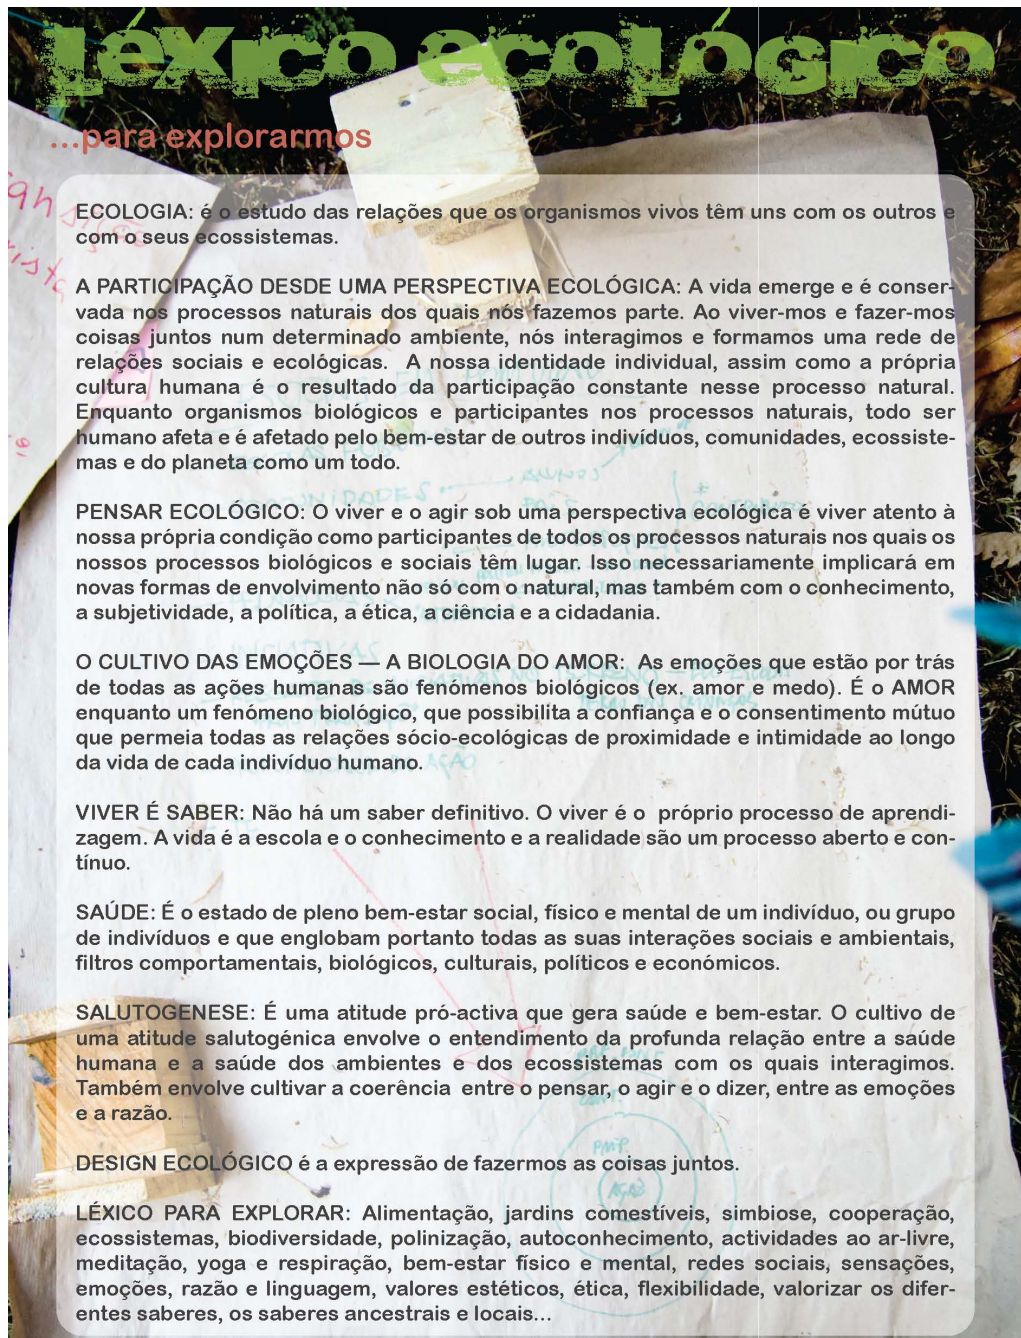 Léxico ecológico
...para explorarmos
ECOLOGIA: é o estudo das relações que os organismos vivos têm uns com os outros e
com o seus ecossistemas.
A PARTICIPAÇÃO DESDE UMA PERSPECTIVA ECOLÓGICA: A vida emerge e é conser-
vada nos processos naturais dos quais nós fazemos parte. Ao viver-mos e fazer-mos
coisas juntos num determinado ambiente, nós interagimos e formamos uma rede de
relações sociais e ecológicas. A nossa identidade individual, assim como a própria
cultura humana é o resultado da participação constante nesse processo natural.
Enquanto organismos biológicos e participantes nos processos naturais, todo ser
humano afeta e é afetado pelo bem-estar de outros indivíduos, comunidades, ecossiste-
mas e do planeta como um todo.
PENSAR ECOLÓGICO: O viver e o agir sob uma perspectiva ecológica é viver atento à
nossa própria condição como participantes de todos os processos naturais nos quais os
nossos processos biológicos e sociais têm lugar. Isso necessariamente implicará em
novas formas de envolvimento não só com o natural, mas também com o conhecimento,
a subjetividade, a política, a ética, a ciência e a cidadania.
O CULTIVO DAS EMOÇÕES — A BIOLOGIA DO AMOR: As emoções que estão por trás
de todas as ações humanas são fenómenos biológicos (ex. amor e medo). É o AMOR
enquanto um fenómeno biológico, que possibilita a confiança e o consentimento mútuo
que permeia todas as relações sócio-ecológicas de proximidade e intimidade ao longo
da vida de cada indivíduo humano.
VIVER É SABER: Não há um saber definitivo. O viver é o próprio processo de aprendi-
zagem. A vida é a escola e o conhecimento e a realidade são um processo aberto e con-
tínuo.
SAÚDE: É o estado de pleno bem-estar social, físico e mental de um indivíduo, ou grupo
de indivíduos e que englobam portanto todas as suas interações sociais e ambientais,
filtros comportamentais, biológicos, culturais, políticos e económicos.
SALUTOGENESE: É uma atitude pró-activa que gera saúde e bem-estar. O cultivo de
uma atitude salutogénica envolve o entendimento da profunda relação entre a saúde
humana e a saúde dos ambientes e dos ecossistemas com os quais interagimos.
Também envolve cultivar a coerência entre o pensar, o agir e o dizer, entre as emoções
e a razão.
DESIGN ECOLÓGICO é a expressão de fazermos as coisas juntos.
LÉXICO PARA EXPLORAR: Alimentação, jardins comestíveis, simbiose, cooperação,
ecossistemas, biodiversidade, polinização, autoconhecimento, actividades ao ar-livre,
meditação, yoga e respiração, bem-estar físico e mental, redes sociais, sensações,
emoções, razão e linguagem, valores estéticos, ética, flexibilidade, valorizar os difer-
entes saberes, os saberes ancestrais e locais...